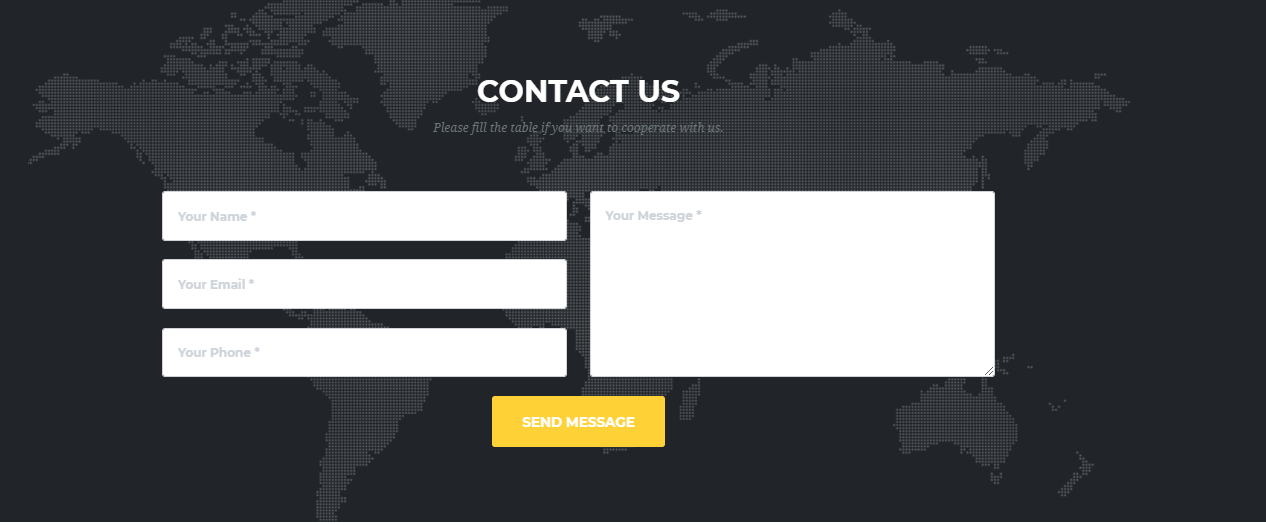 CONTACT US
Please fill the table if you want to cooperate with us.
Your Name *
Your Email *
Your Phone *
Your Message *
SEND MESSAGE